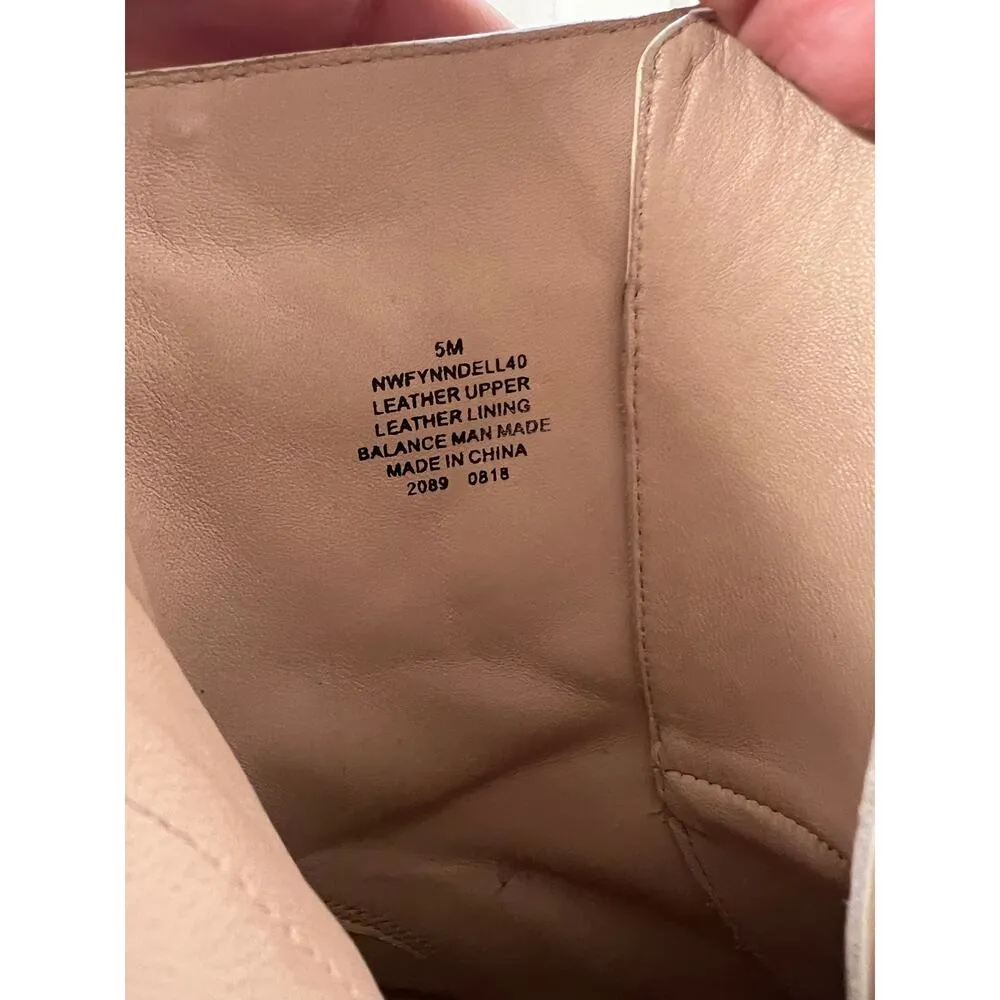 5M
NWFYNNDELL40
LEATHER UPPER
LEATHER LINING
BALANCE MAN MADE
MADE IN CHINA
2089 0818